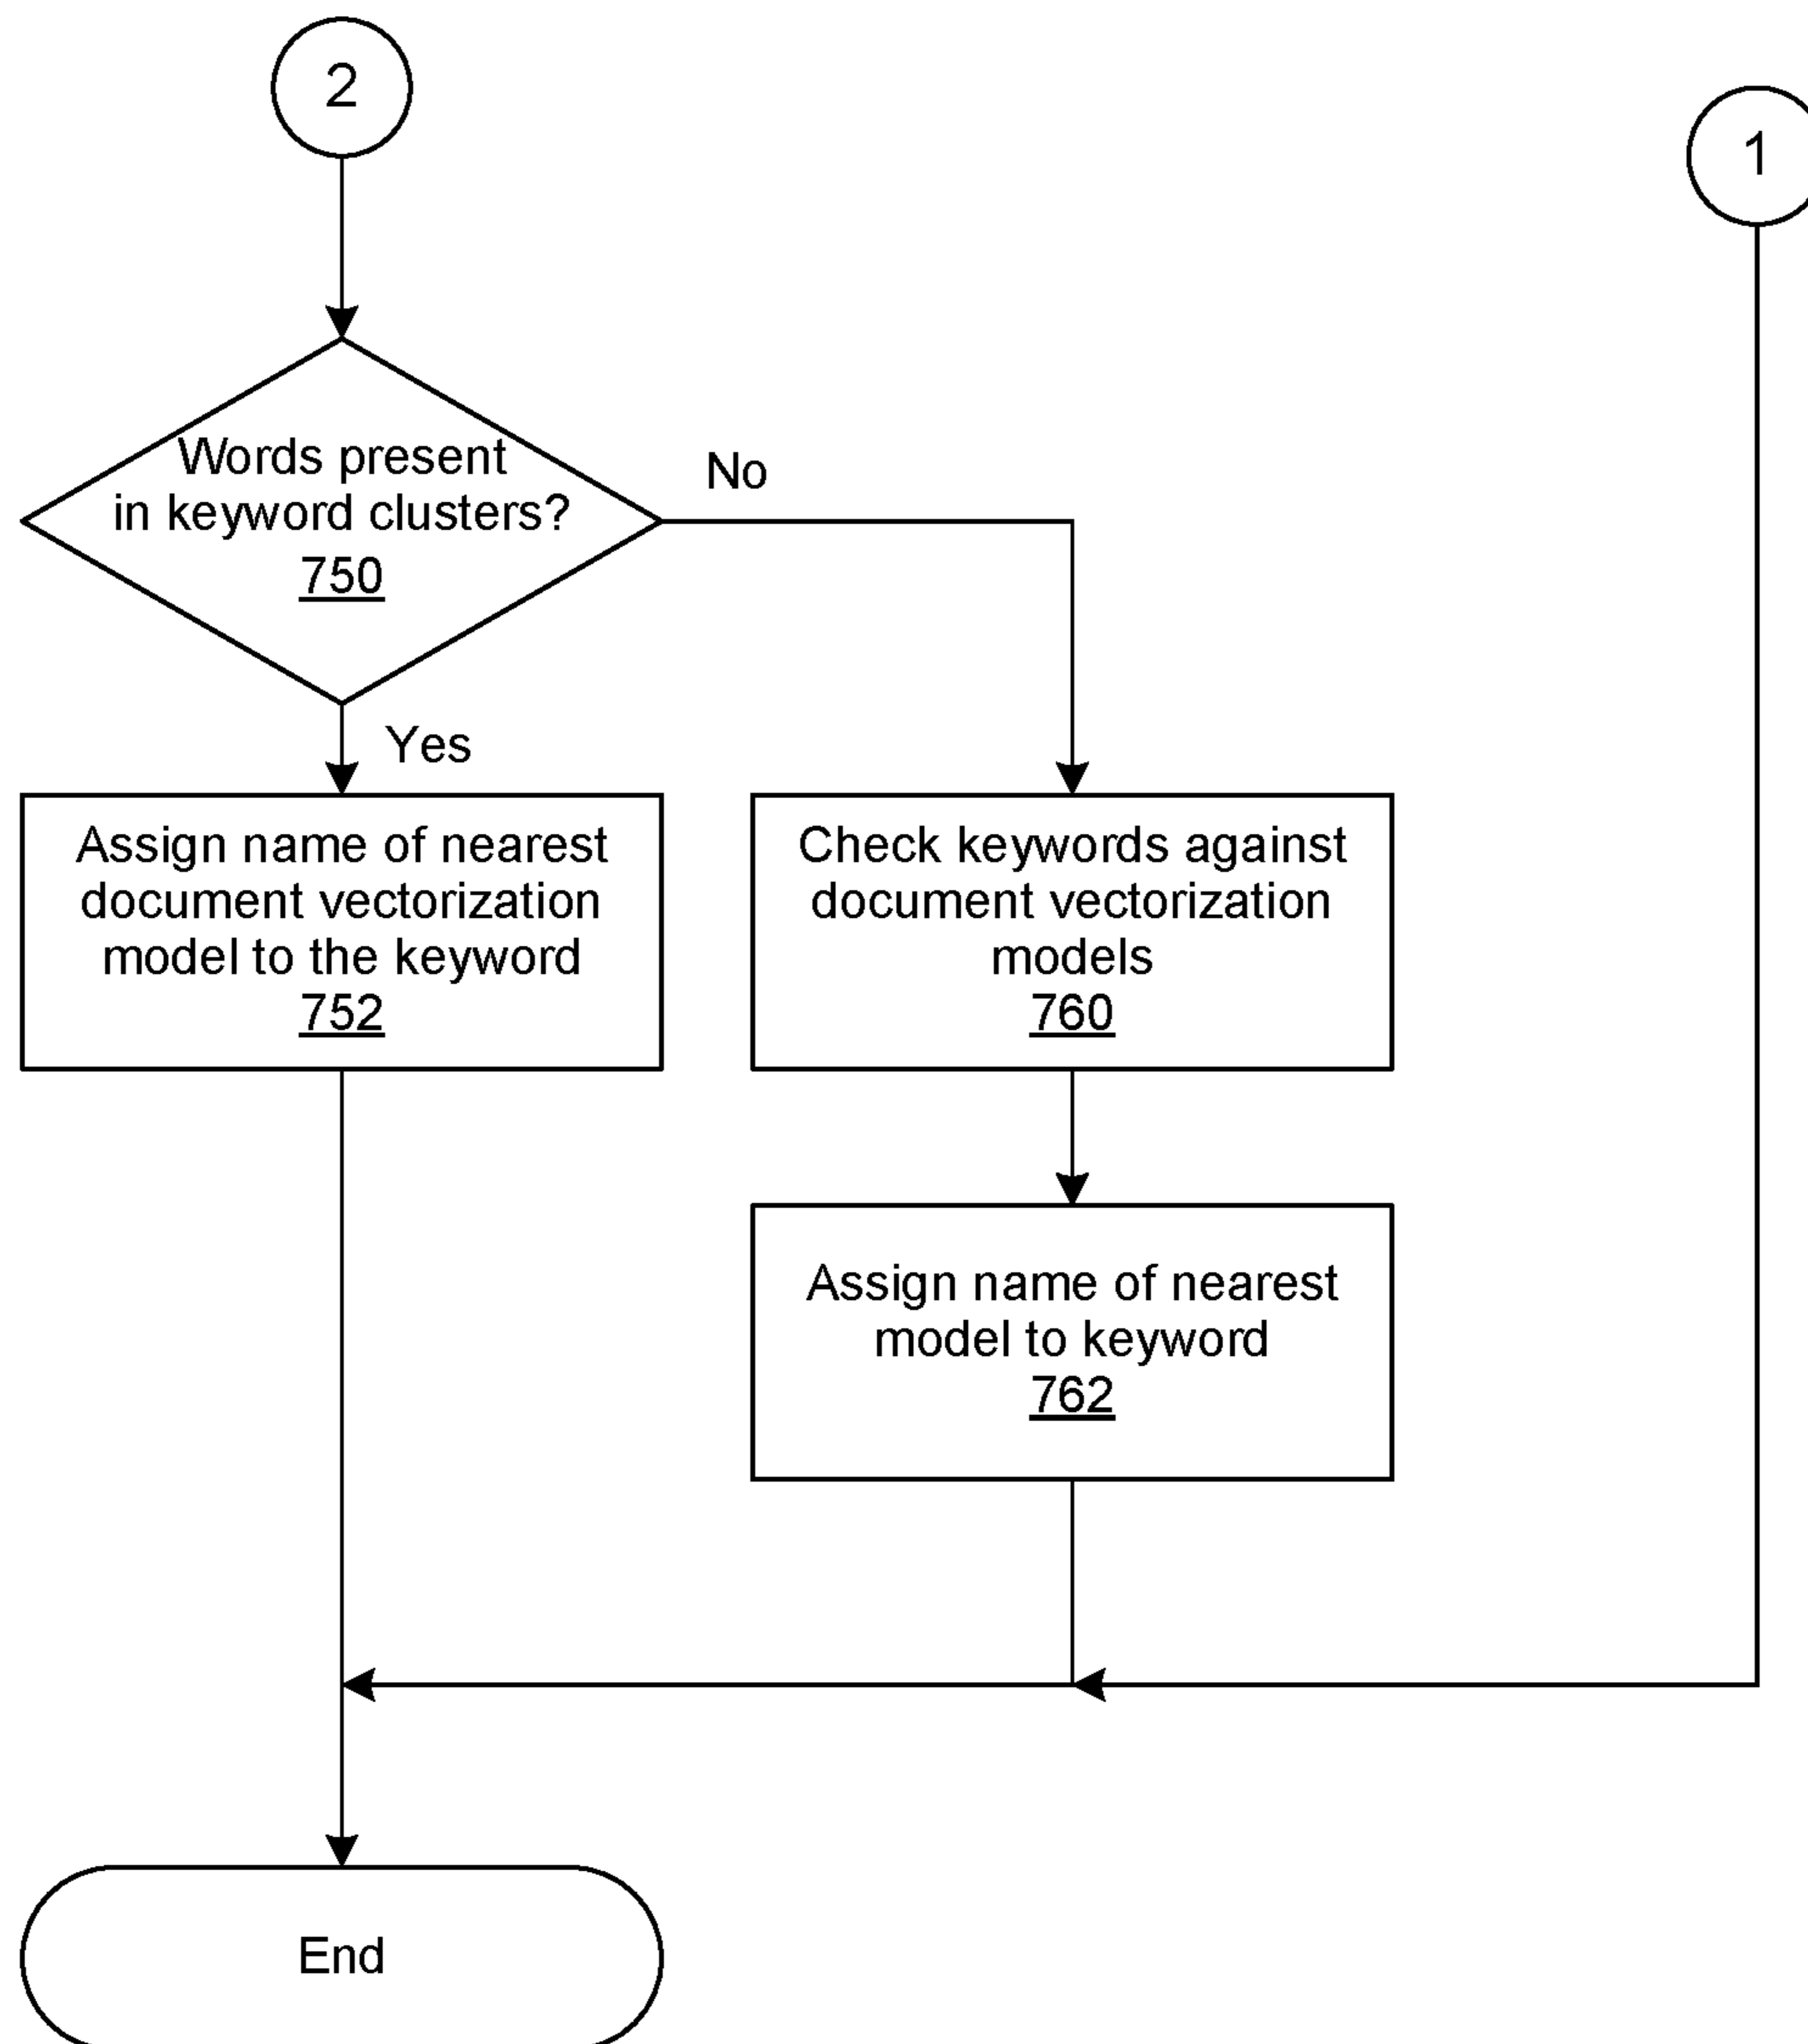 2
1
Words present
in keyword clusters?
750
No
Yes
Assign name of nearest
document vectorization
model to the keyword
752
Check keywords against
document vectorization
models
760
Assign name of nearest
model to keyword
762
End